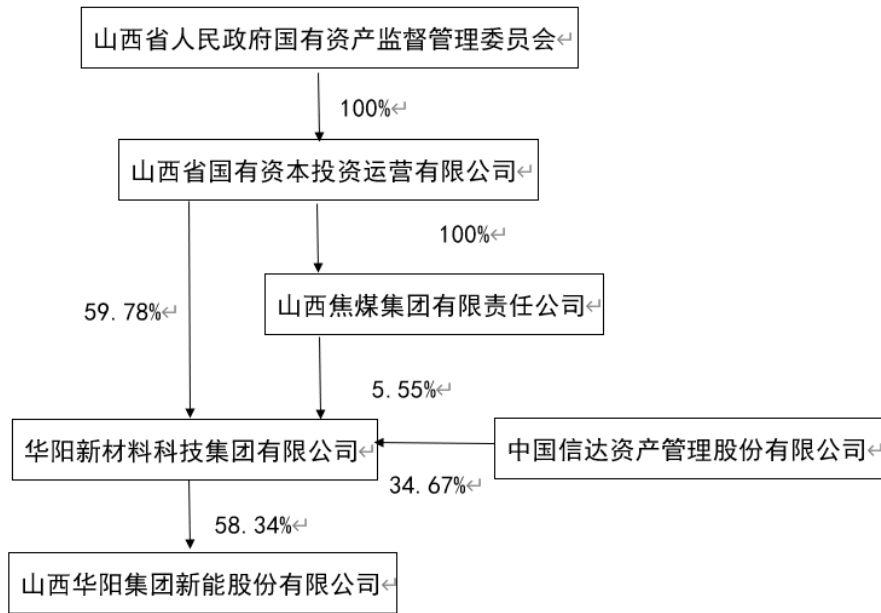 山西省人民政府国有资产监督管理委员会↵
100%↵
山西省国有资本投资运营有限公司↵
100%↵
59.78%↵
山西焦煤集团有限责任公司↵
5.55%↵
华阳新材料科技集团有限公司↵
中国信达资产管理股份有限公司↵
34.67%↵
58.34%↵
山西华阳集团新能股份有限公司↵